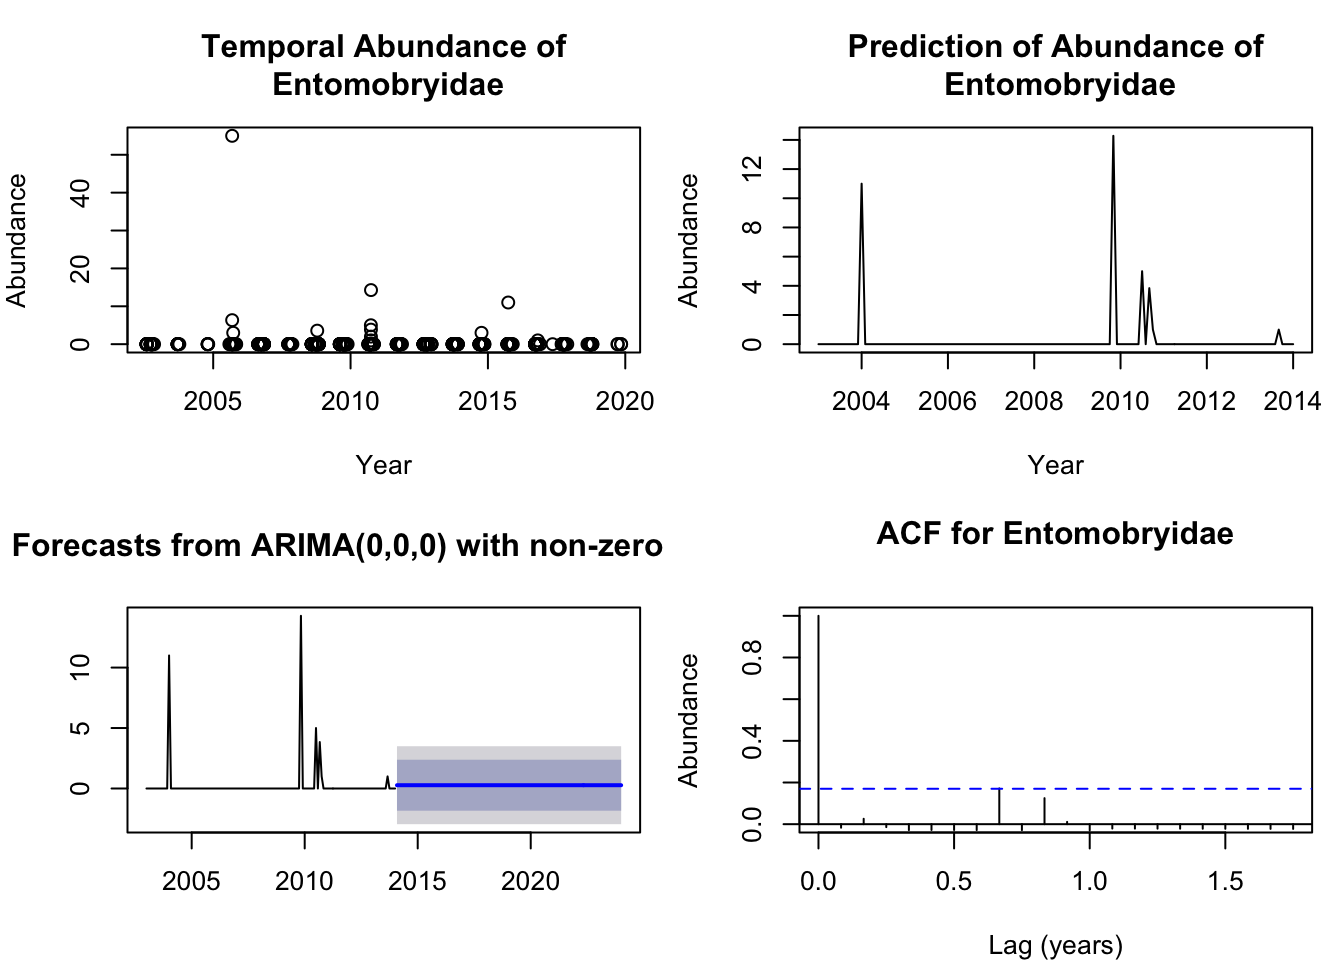 Temporal Abundance of
Entomobryidae
Abundance
0
20
40
2005
2010
2015
2020
Year
Prediction of Abundance of
Entomobryidae
Abundance
0
4
8
12
2004
2006
2008
2010
2012
2014
Year
Forecasts from ARIMA(0,0,0) with non-zero
0
5
10
2005
2010
2015
2020
ACF for Entomobryidae
Abundance
0.0
0.4
0.8
0.0
0.5
1.0
1.5
Lag (years)